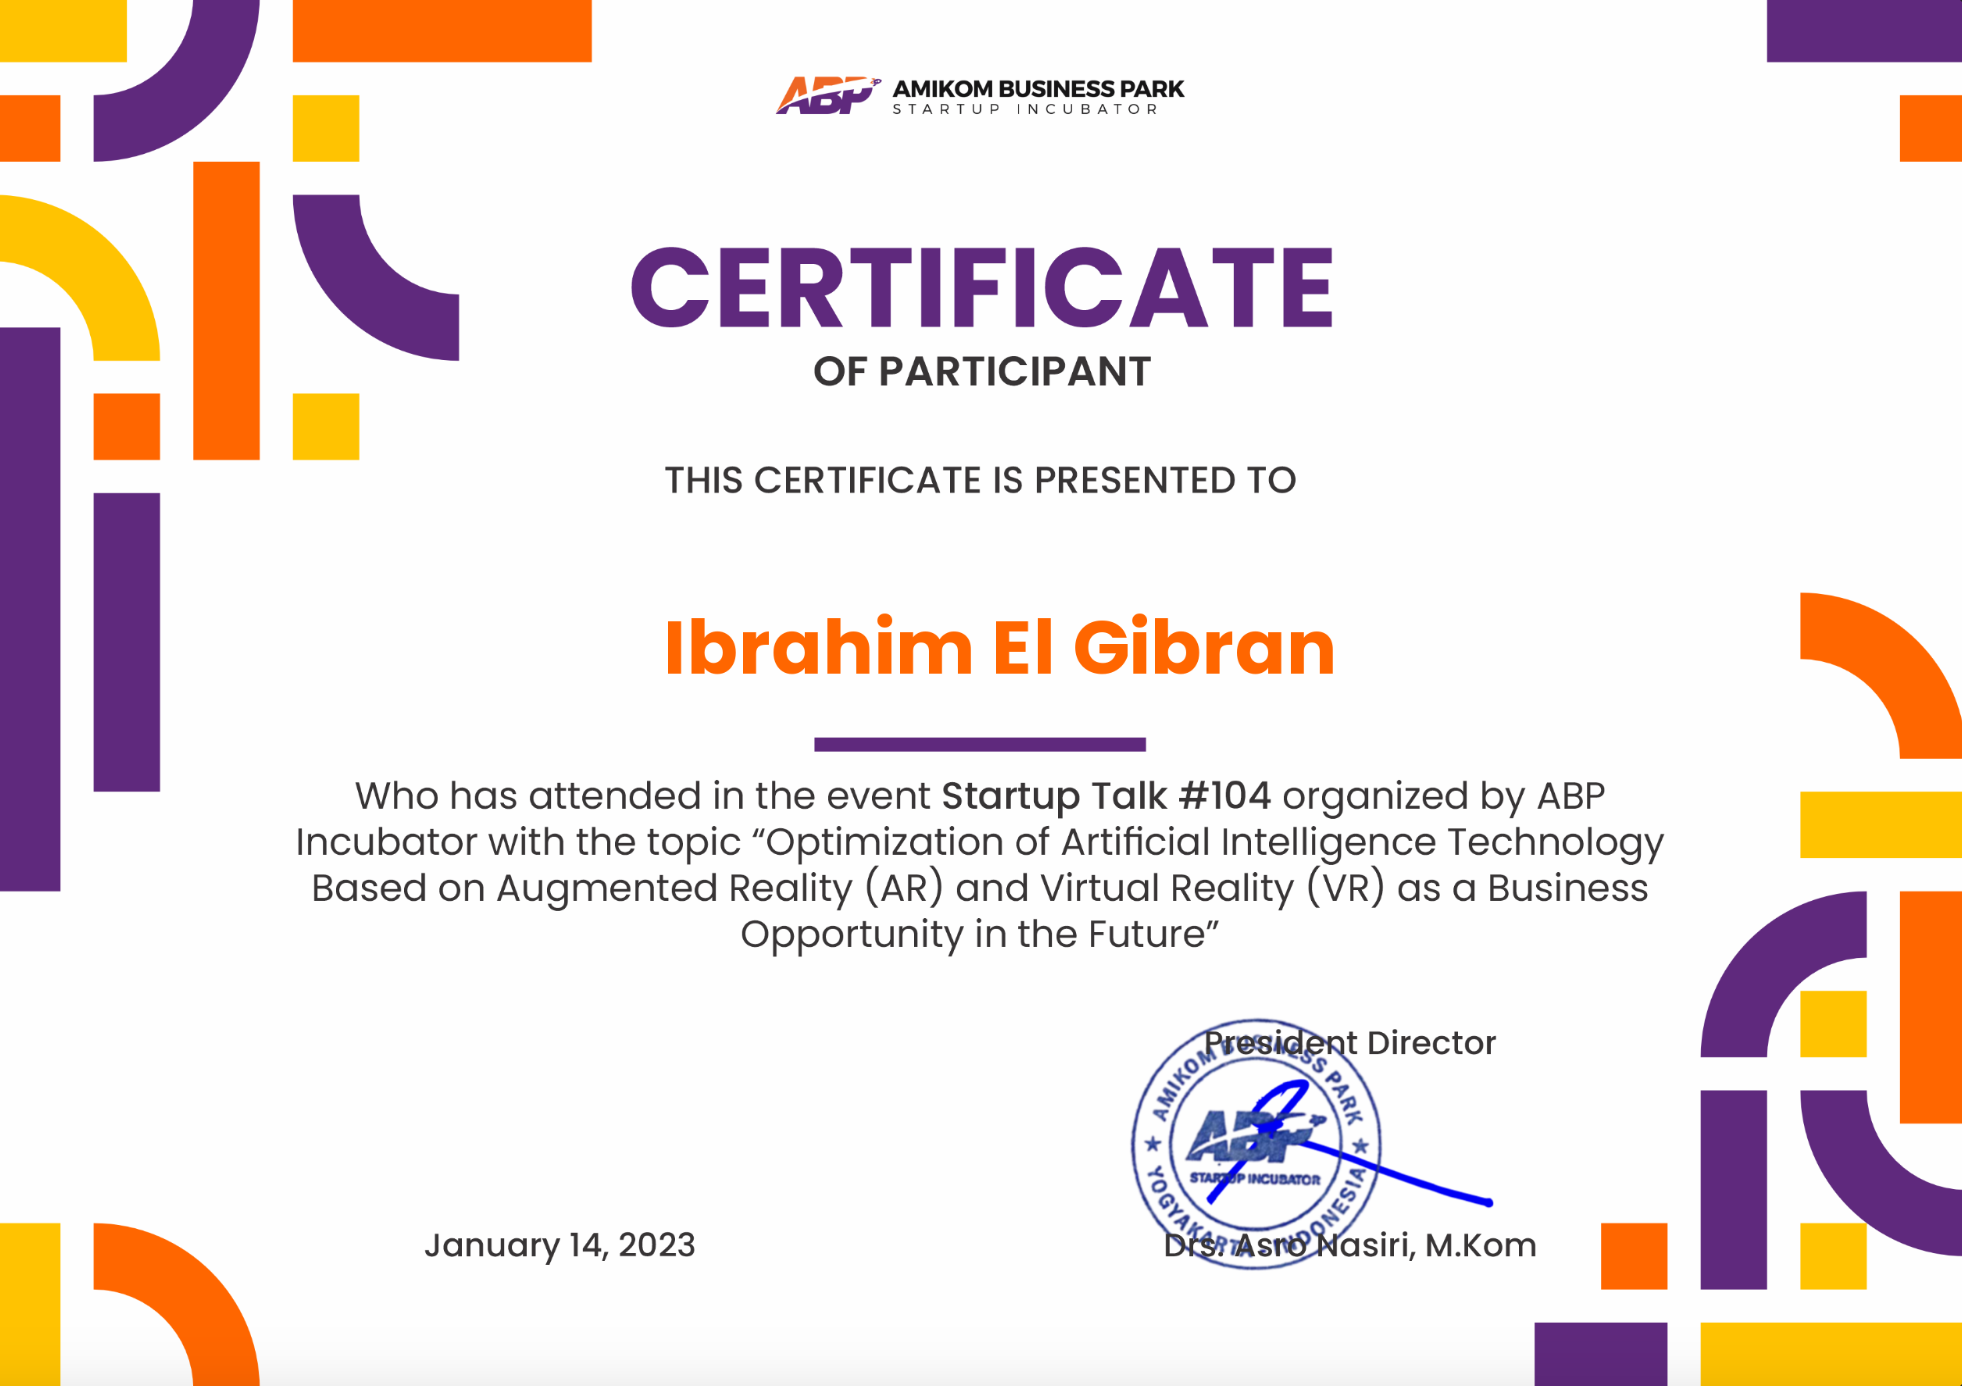 ABP AMIKOM BUSINESS PARK
STARTUP INCUBATOR
CERTIFICATE
OF PARTICIPANT
THIS CERTIFICATE IS PRESENTED TO
Ibrahim El Gibran
Who has attended in the event Startup Talk #104 organized by ABP
Incubator with the topic “Optimization of Artificial Intelligence Technology
Based on Augmented Reality (AR) and Virtual Reality (VR) as a Business
Opportunity in the Future”
President Director
AMIKOM BUSINESS PARK
ABP
STARTUP INCUBATOR
YOGYAKARTA - INDONESIA
January 14, 2023
Drs. Asro Nasiri, M.Kom